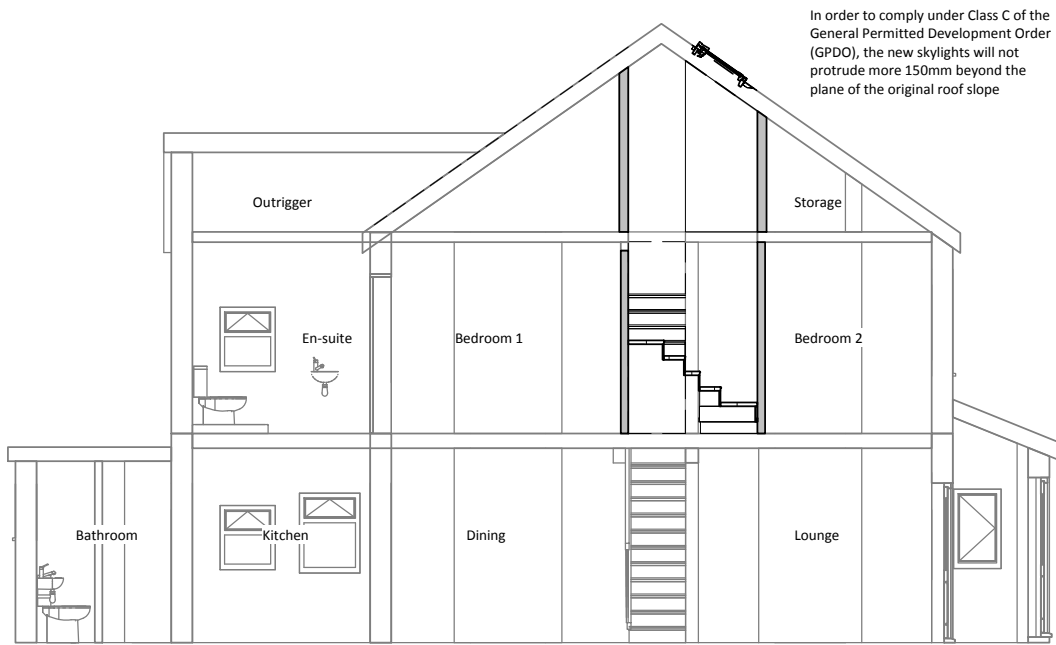 In order to comply under Class C of the
General Permitted Development Order
(GPDO), the new skylights will not
protrude more 150mm beyond the
plane of the original roof slope
Outrigger
Storage
En-suite
Bedroom 1
Bedroom 2
Bathroom
Kitchen
Dining
Lounge